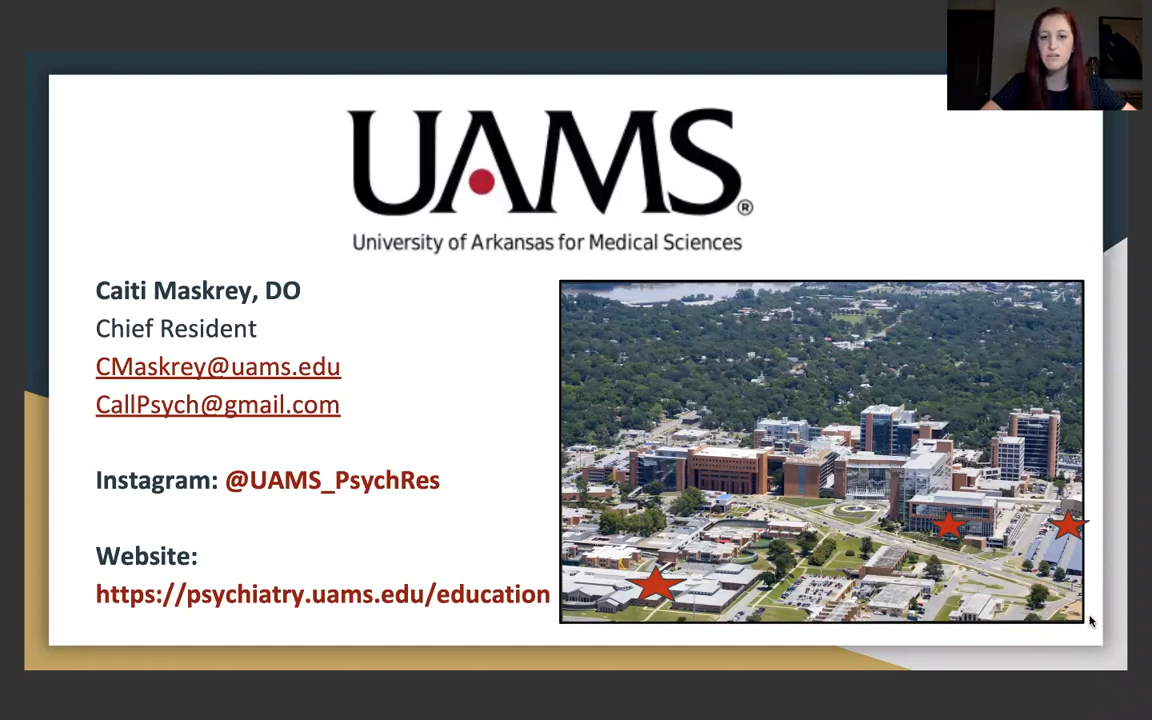 UAMS®
University of Arkansas for Medical Sciences
Caiti Maskrey, DO
Chief Resident
CMaskrey@uams.edu
CallPsych@gmail.com
Instagram: @UAMS_PsychRes
Website:
https://psychiatry.uams.edu/education